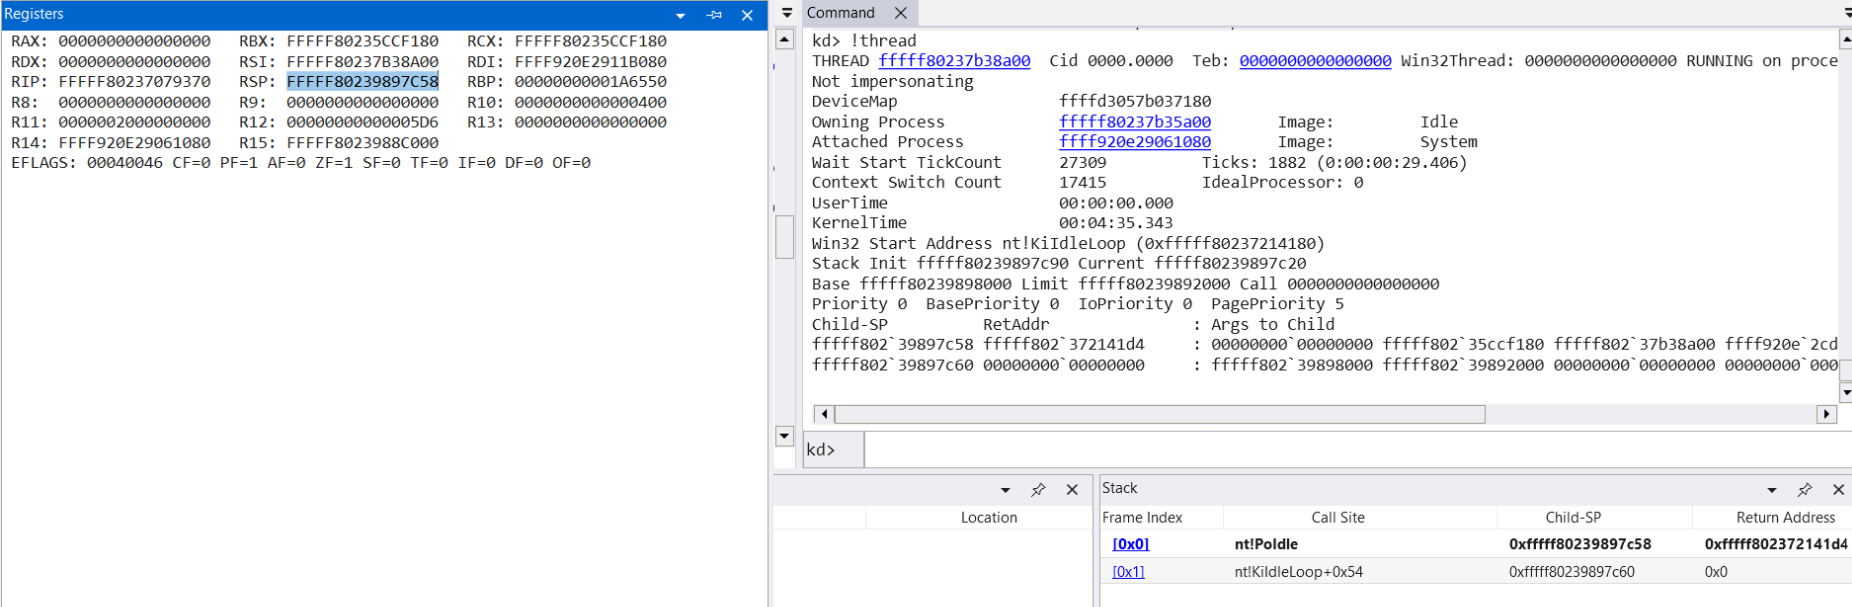 Registers
RAX: 0000000000000000 RBX: FFFFF80235CCF180 RCX: FFFFF80235CCF180
RDX: 0000000000000000 RSI: FFFFF80237B38A00 RDI: FFFF920E2911B080
RIP: FFFFF80237079370 RSP: FFFFF80239897C58 RBP: 00000000001A6550
R8: 0000000000000000 R9: 0000000000000000 R10: 0000000000000400
R11: 0000002000000000 R12: 00000000000005D6 R13: 0000000000000000
R14: FFFF920E29061080 R15: FFFFF8023988C000
EFLAGS: 00040046 CF=0 PF=1 AF=0 ZF=1 SF=0 TF=0 IF=0 DF=0 OF=0
Command
kd> !thread
THREAD fffff80237b38a00 Cid 0000.0000 Teb: 0000000000000000 Win32Thread: 0000000000000000 RUNNING on proce
Not impersonating
DeviceMap ffffd3057b037180
Owning Process fffff80237b35a00 Image: Idle
Attached Process ffff920e29061080 Image: System
Wait Start TickCount 27309 Ticks: 1882 (0:00:00:29.406)
Context Switch Count 17415 IdealProcessor: 0
UserTime 00:00:00.000
KernelTime 00:04:35.343
Win32 Start Address nt!KiIdleLoop (0xfffff80237214180)
Stack Init fffff80239897c90 Current fffff80239897c20
Base fffff80239898000 Limit fffff80239892000 Call 0000000000000000
Priority 0 BasePriority 0 IoPriority 0 PagePriority 5
Child-SP RetAddr : Args to Child
fffff802`39897c58 fffff802`372141d4 : 00000000`00000000 fffff802`35ccf180 fffff802`37b38a00 ffff920e`2cd
fffff802`39897c60 00000000`00000000 : fffff802`39898000 fffff802`39892000 00000000`00000000 00000000`000
kd>
Location
Stack
Frame Index Call Site Child-SP Return Address
[0x0] nt!PoIdle 0xfffff80239897c58 0xfffff802372141d4
[0x1] nt!KiIdleLoop+0x54 0xfffff80239897c60 0x0